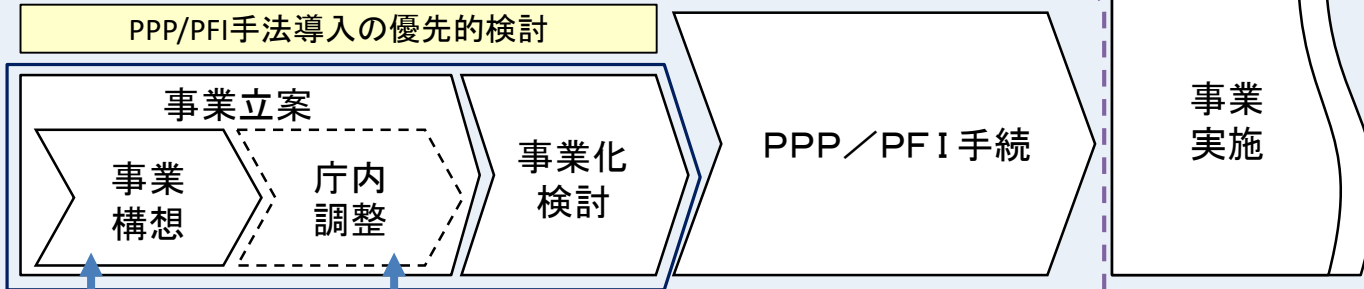 PPP/PFI手法導入の優先的検討
事業立案
事業
構想
庁内
調整
事業化
検討
PPP／PFI手続
事業
実施